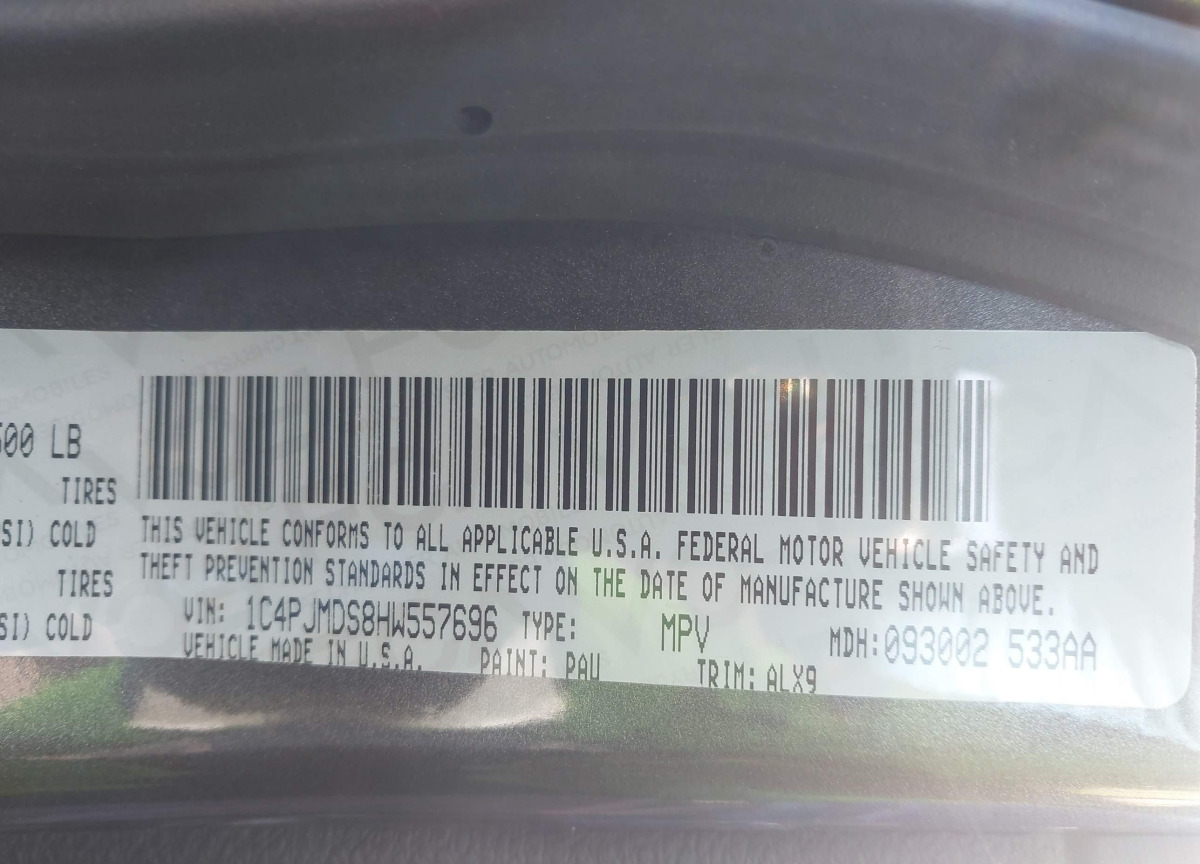 500 LB
TIRES
SI) COLD
TIRES
SI) COLD
THIS VEHICLE CONFORMS TO ALL APPLICABLE U.S.A. FEDERAL MOTOR VEHICLE SAFETY AND
THEFT PREVENTION STANDARDS IN EFFECT ON THE DATE OF MANUFACTURE SHOWN ABOVE.
VIN: 1C4PJMDS8HW557696 TYPE: MPV MDH:093002 533AA
VEHICLE MADE IN U.S.A. PAINT: PAU TRIM: ALX9